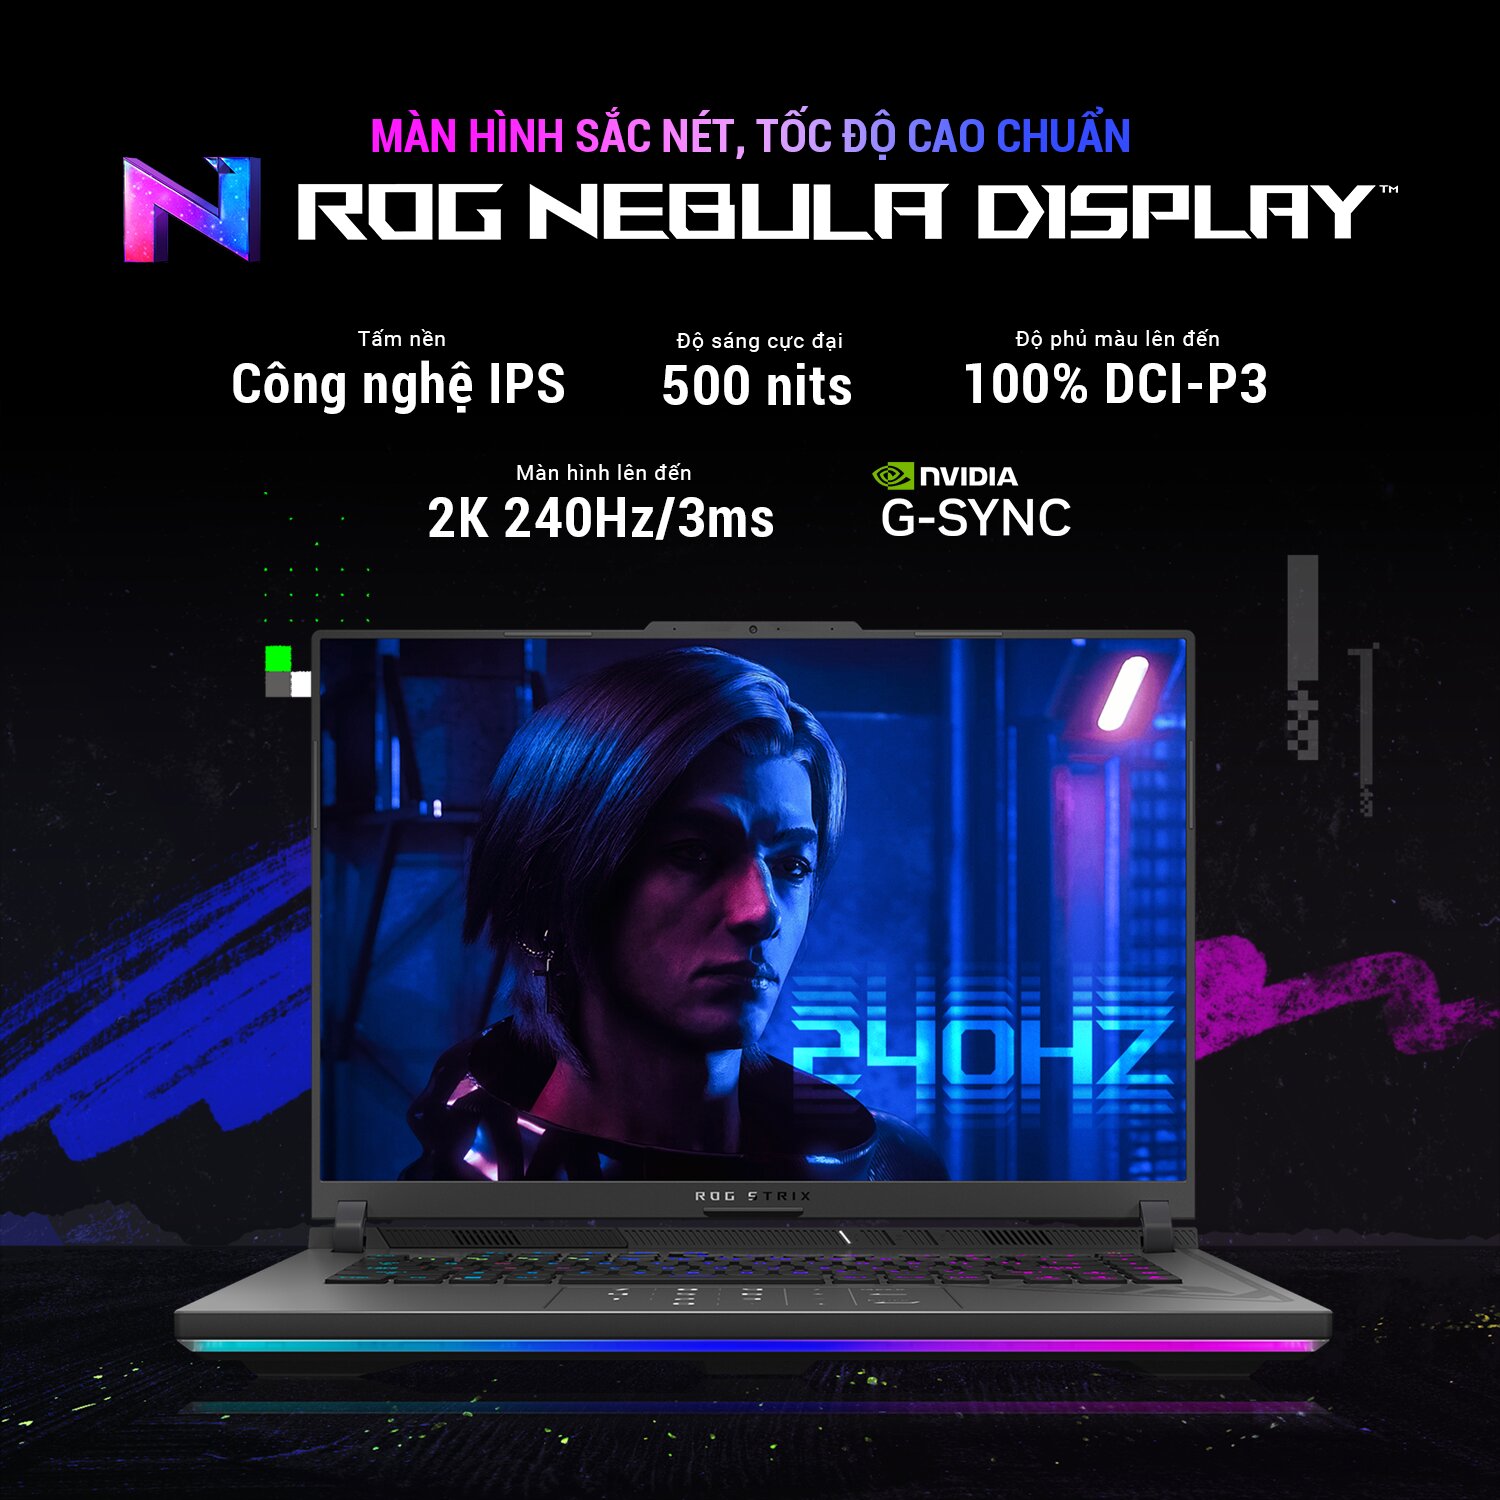 MÀN HÌNH SẮC NÉT, TỐC ĐỘ CAO CHUẨN
ROG NEBULA DISPLAY™
Tấm nền
Công nghệ IPS
Độ sáng cực đại
500 nits
Độ phủ màu lên đến
100% DCI-P3
Màn hình lên đến
2K 240Hz/3ms
NVIDIA
G-SYNC
240HZ
ROG STRIX